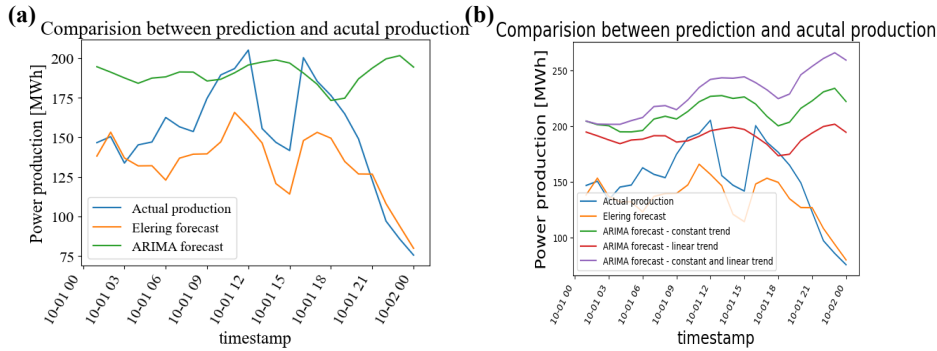 (a)
Comparision between prediction and acutal production
Power production [MWh]
200
175
150
125
100
75
Actual production
Elering forecast
ARIMA forecast
10-01 00
10-01 03
10-01 06
10-01 09
10-01 12
10-01 15
10-01 18
10-01 21
10-02 00
timestamp
(b)
Comparision between prediction and acutal production
Power production [MWh]
250
200
150
100
Actual production
Elering forecast
ARIMA forecast - constant trend
ARIMA forecast - linear trend
ARIMA forecast - constant and linear trend
10-01 00
10-01 03
10-01 06
10-01 09
10-01 12
10-01 15
10-01 18
10-01 21
10-02 00
timestamp